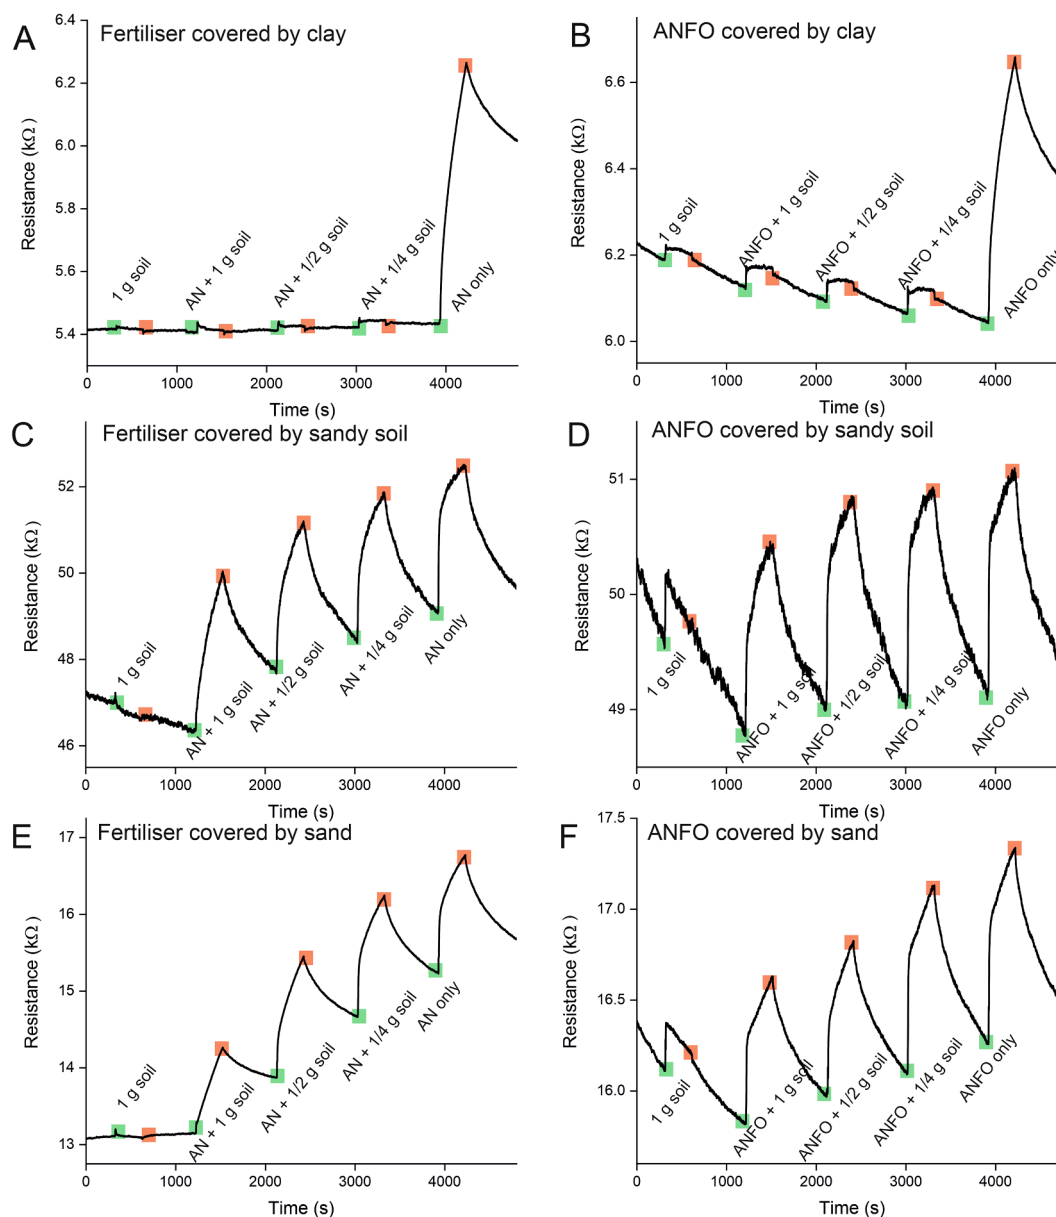 A
Fertiliser covered by clay
Resistance (kΩ)
6.4
6.2
6.0
5.8
5.6
5.4
1 g soil
AN + 1 g soil
AN + 1/2 g soil
AN + 1/4 g soil
AN only
0 1000 2000 3000 4000
Time (s)
B
ANFO covered by clay
Resistance (kΩ)
6.6
6.4
6.2
6.0
1 g soil
ANFO + 1 g soil
ANFO + 1/2 g soil
ANFO + 1/4 g soil
ANFO only
0 1000 2000 3000 4000
Time (s)
C
Fertiliser covered by sandy soil
Resistance (kΩ)
52
50
48
46
1 g soil
AN + 1 g soil
AN + 1/2 g soil
AN + 1/4 g soil
AN only
0 1000 2000 3000 4000
Time (s)
D
ANFO covered by sandy soil
Resistance (kΩ)
51
50
49
1 g soil
ANFO + 1 g soil
ANFO + 1/2 g soil
ANFO + 1/4 g soil
ANFO only
0 1000 2000 3000 4000
Time (s)
E
Fertiliser covered by sand
Resistance (kΩ)
17
16
15
14
13
1 g soil
AN + 1 g soil
AN + 1/2 g soil
AN + 1/4 g soil
AN only
0 1000 2000 3000 4000
Time (s)
F
ANFO covered by sand
Resistance (kΩ)
17.5
17.0
16.5
16.0
1 g soil
ANFO + 1 g soil
ANFO + 1/2 g soil
ANFO + 1/4 g soil
ANFO only
0 1000 2000 3000 4000
Time (s)